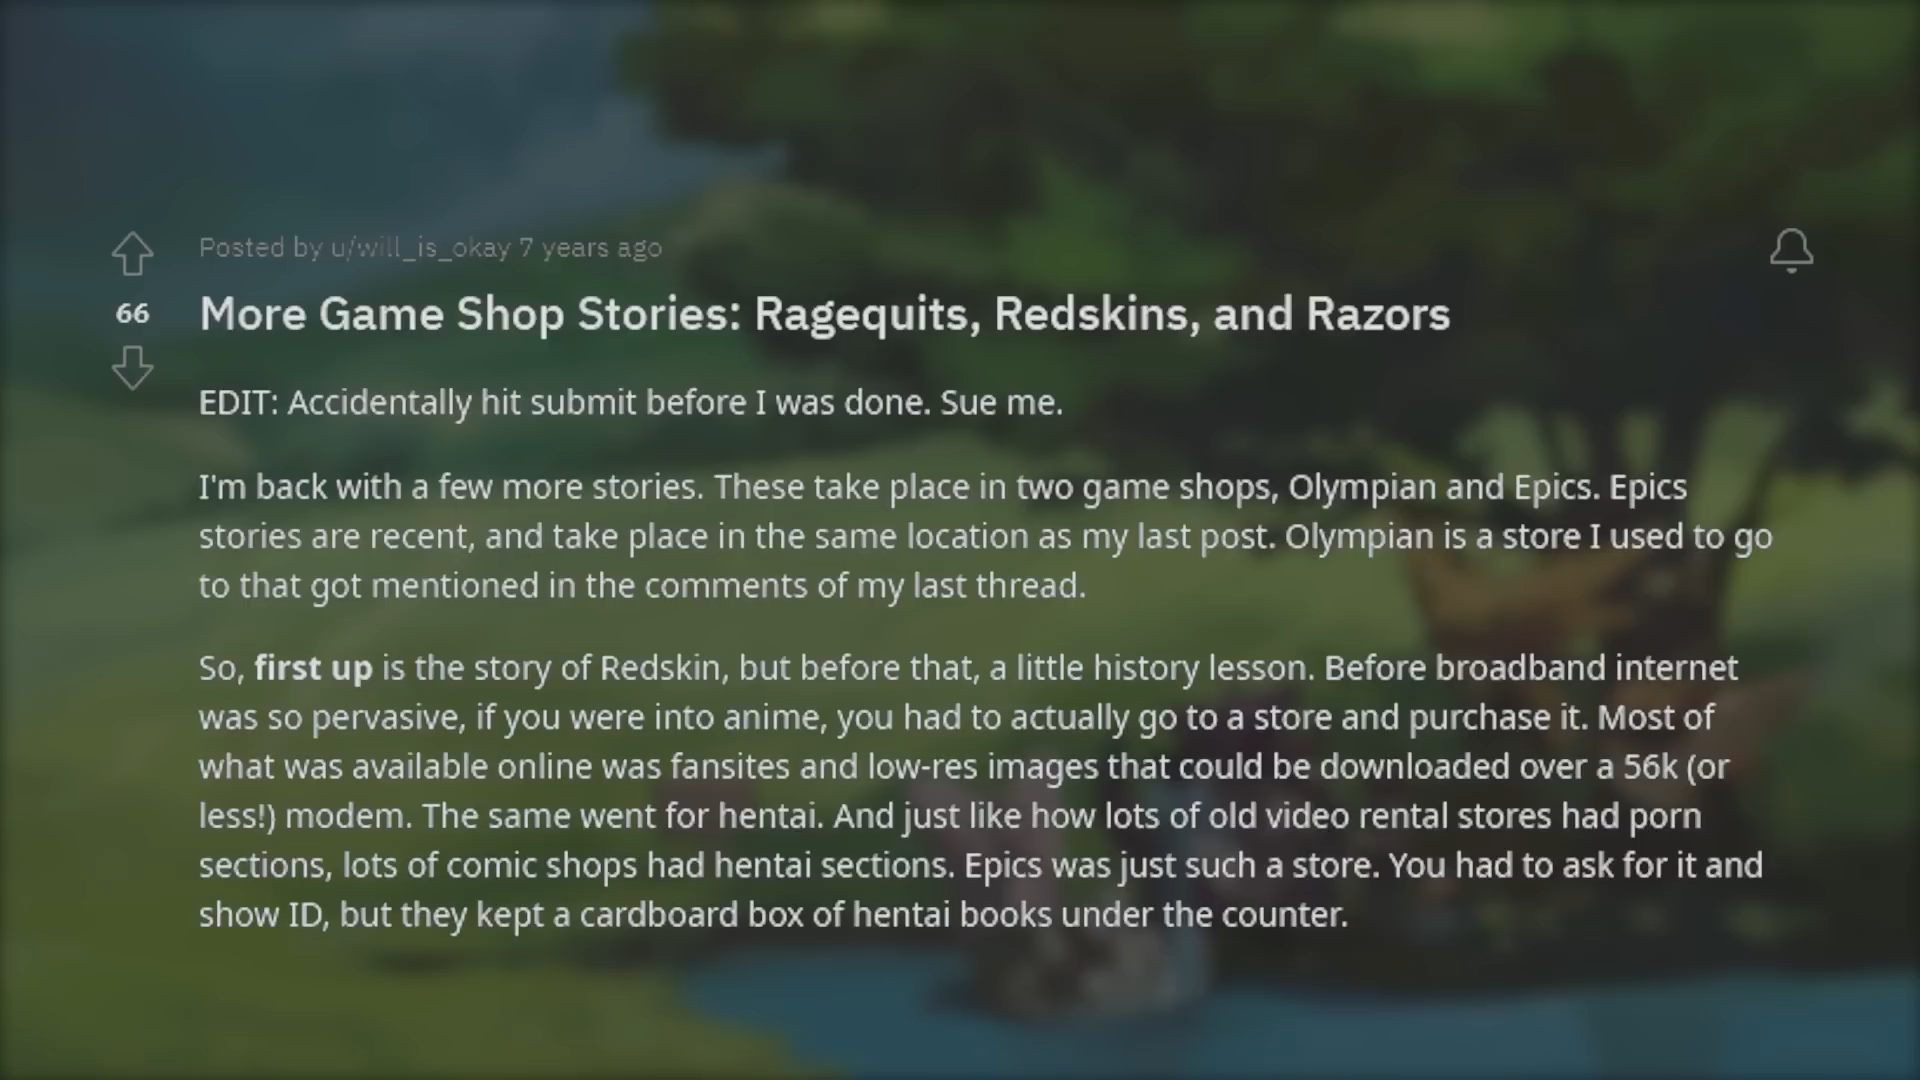 Posted by u/will_is_okay 7 years ago
66
More Game Shop Stories: Ragequits, Redskins, and Razors
EDIT: Accidentally hit submit before I was done. Sue me.
I'm back with a few more stories. These take place in two game shops, Olympian and Epics. Epics
stories are recent, and take place in the same location as my last post. Olympian is a store I used to go
to that got mentioned in the comments of my last thread.
So, first up is the story of Redskin, but before that, a little history lesson. Before broadband internet
was so pervasive, if you were into anime, you had to actually go to a store and purchase it. Most of
what was available online was fansites and low-res images that could be downloaded over a 56k (or
less!) modem. The same went for hentai. And just like how lots of old video rental stores had porn
sections, lots of comic shops had hentai sections. Epics was just such a store. You had to ask for it and
show ID, but they kept a cardboard box of hentai books under the counter.